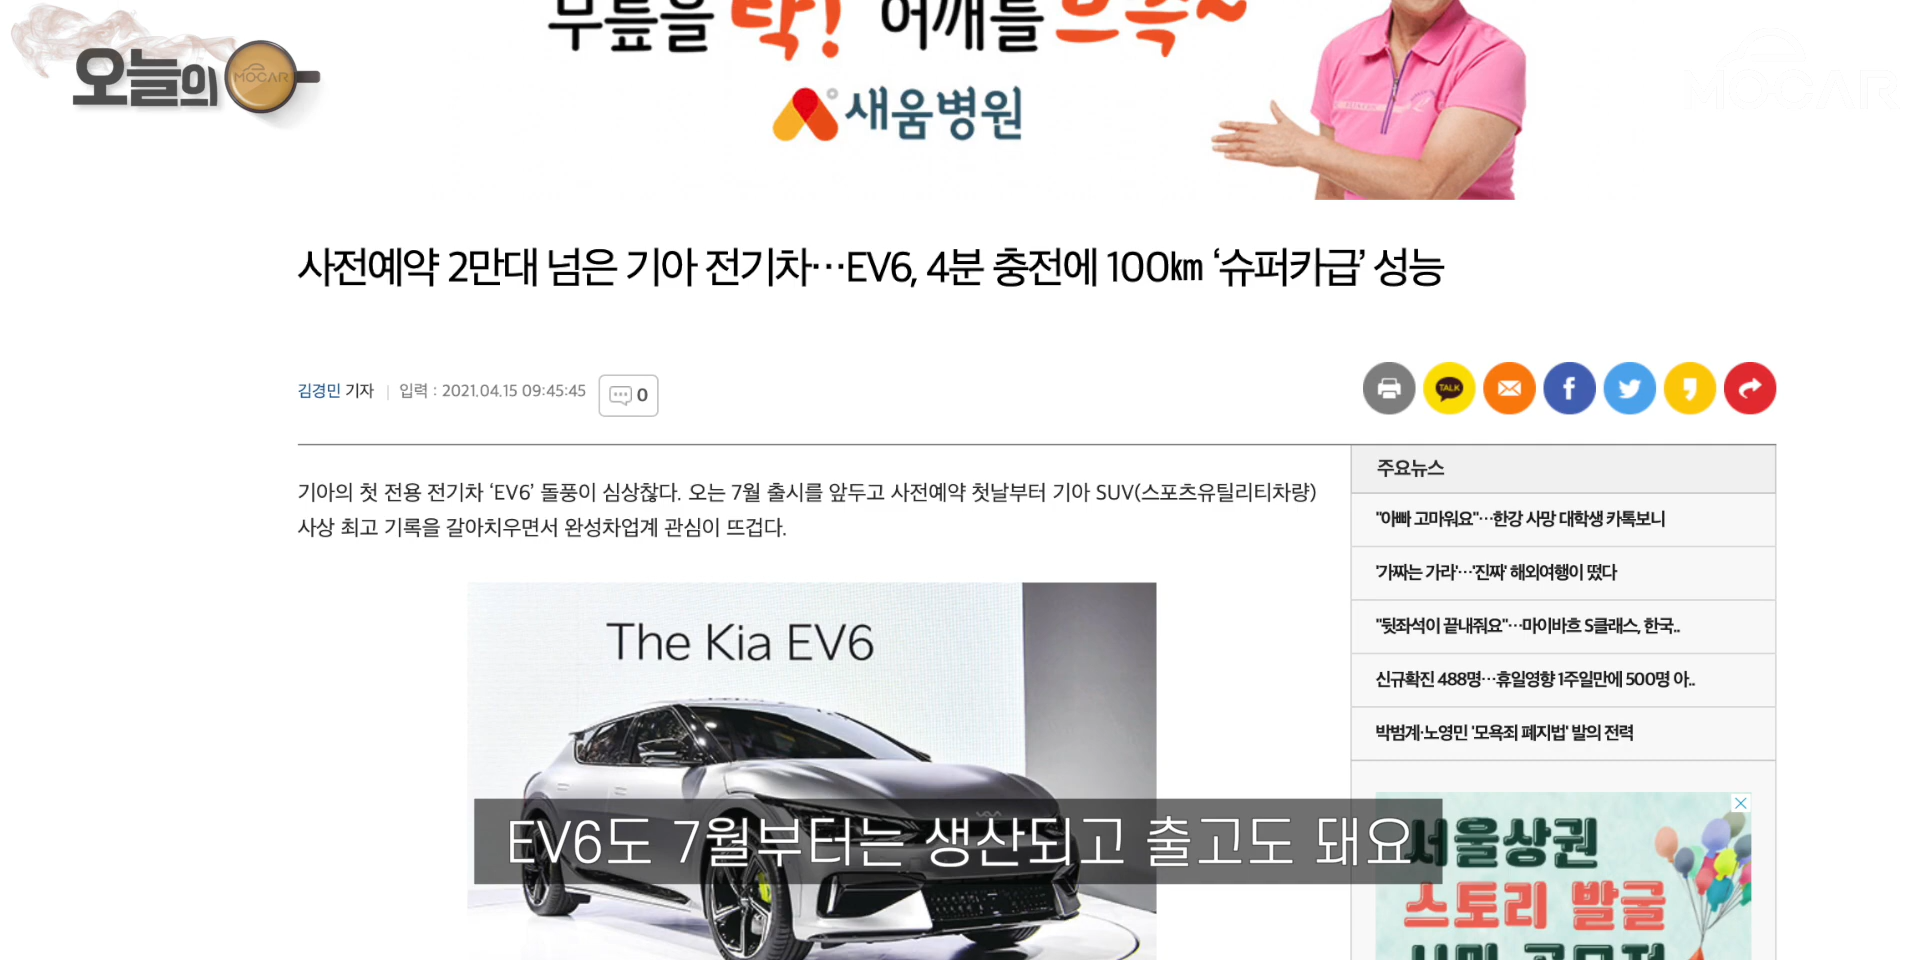 무릎을 탁! 어깨를 으쓱~
오늘의 MOCAR
MOCAR
새움병원
사전예약 2만대 넘은 기아 전기차…EV6, 4분 충전에 100㎞ ‘슈퍼카급’ 성능
김경민 기자 | 입력 : 2021.04.15 09:45:45 0
TALK
기아의 첫 전용 전기차 ‘EV6’ 돌풍이 심상찮다. 오는 7월 출시를 앞두고 사전예약 첫날부터 기아 SUV(스포츠유틸리티차량)
사상 최고 기록을 갈아치우면서 완성차업계 관심이 뜨겁다.
주요뉴스
"아빠 고마워요"…한강 사망 대학생 카톡보니
'가짜는 가라'…'진짜' 해외여행이 떴다
"뒷좌석이 끝내줘요"…마이바흐 S클래스, 한국..
신규확진 488명…휴일영향 1주일만에 500명 아..
박범계·노영민 '모욕죄 폐지법' 발의 전력
The Kia EV6
EV6도 7월부터는 생산되고 출고도 돼요
서울상권
스토리 발굴
시민 공모전